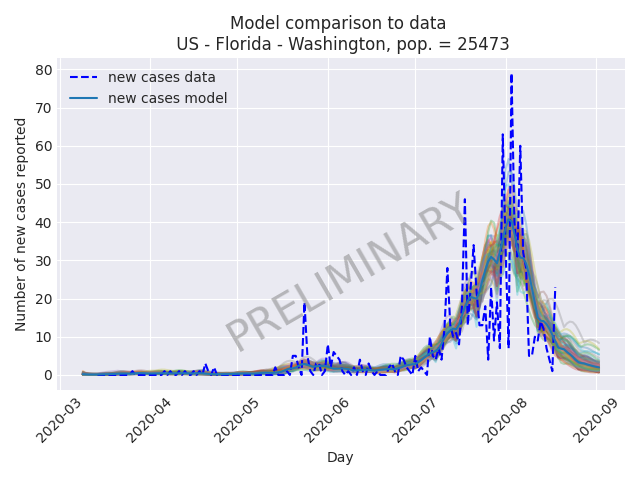 Model comparison to data
US - Florida - Washington, pop. = 25473
new cases data
new cases model
Number of new cases reported
80
70
60
50
40
30
20
10
0
PRELIMINARY
2020-03
2020-04
2020-05
2020-06
2020-07
2020-08
2020-09
Day